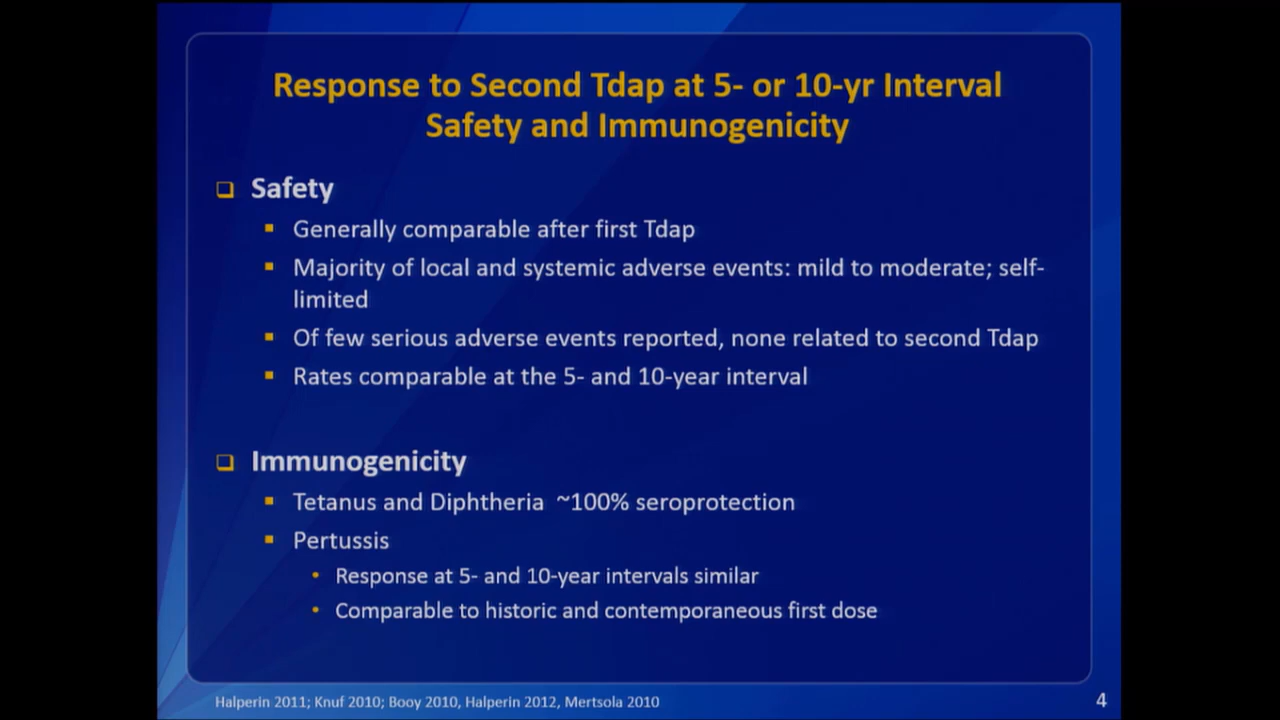 Response to Second Tdap at 5- or 10-yr Interval
Safety and Immunogenicity
Safety
Generally comparable after first Tdap
Majority of local and systemic adverse events: mild to moderate; self-
limited
Of few serious adverse events reported, none related to second Tdap
Rates comparable at the 5- and 10-year interval
Immunogenicity
Tetanus and Diphtheria ~100% seroprotection
Pertussis
Response at 5- and 10-year intervals similar
Comparable to historic and contemporaneous first dose
Halperin 2011; Knuf 2010; Booy 2010, Halperin 2012, Mertsola 2010
4